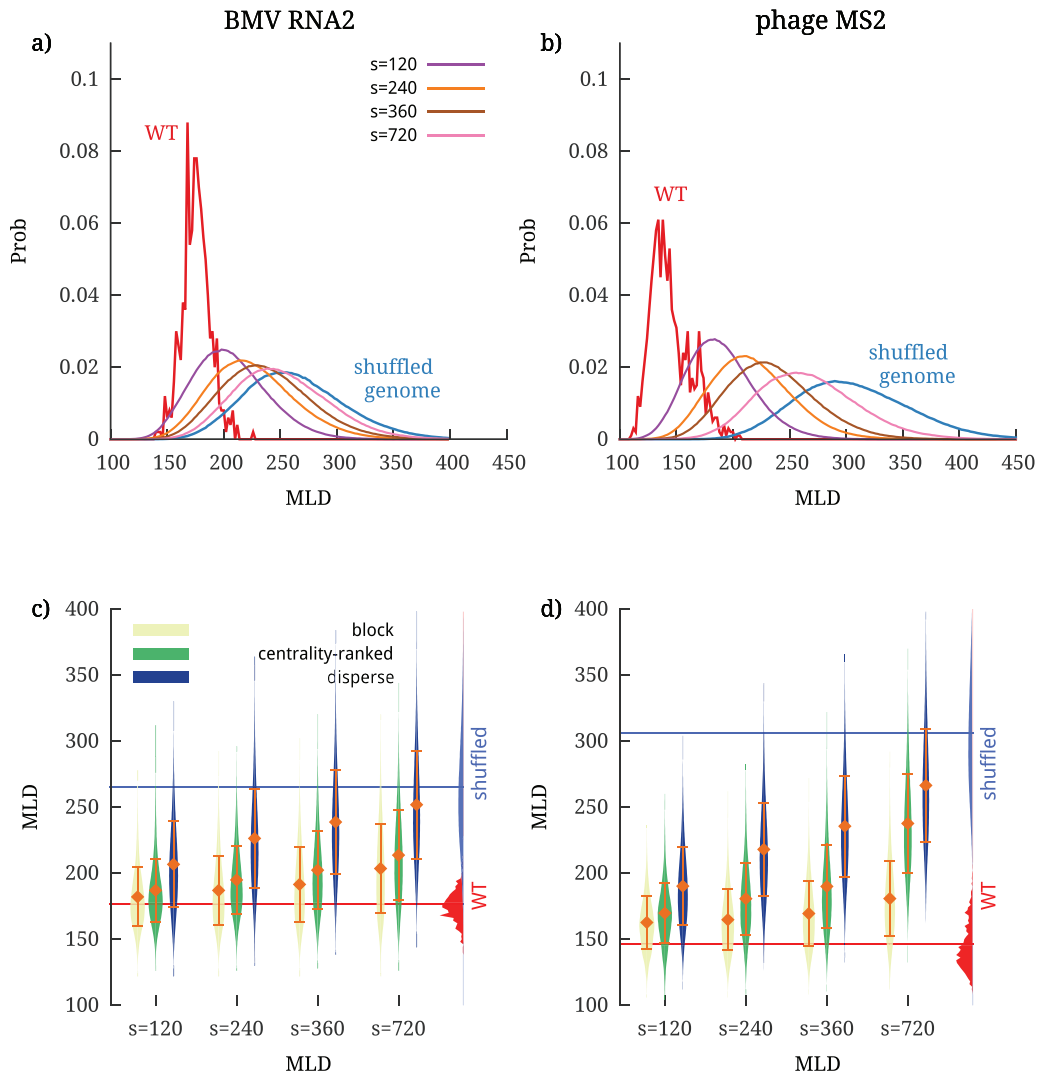 BMV RNA2
phage MS2
a)
0.1
0.08
0.06
0.04
0.02
0
Prob
WT
s=120
s=240
s=360
s=720
shuffled
genome
100 150 200 250 300 350 400 450
MLD
b)
0.1
0.08
0.06
0.04
0.02
0
Prob
WT
shuffled
genome
100 150 200 250 300 350 400 450
MLD
c)
400
350
300
250
200
150
100
MLD
block
centrality-ranked
disperse
shuffled
WT
s=120 s=240 s=360 s=720
MLD
d)
400
350
300
250
200
150
100
MLD
shuffled
WT
s=120 s=240 s=360 s=720
MLD